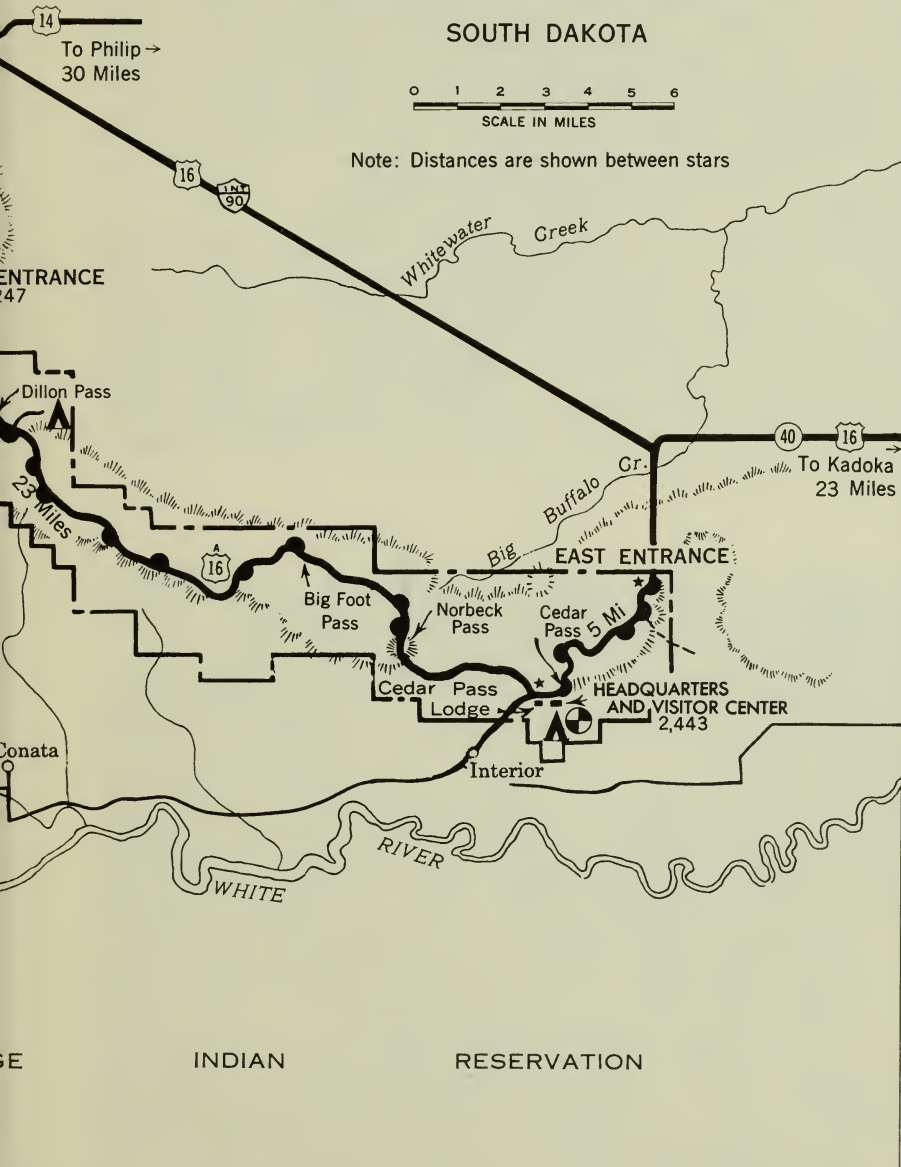 14
To Philip →
30 Miles
SOUTH DAKOTA
0 1 2 3 4 5 6
SCALE IN MILES
Note: Distances are shown between stars
16
INT
90
Whitewater Creek
ENTRANCE
247
Dillon Pass
40
16
To Kadoka →
23 Miles
Big Buffalo Cr.
23 Miles
EAST ENTRANCE
A
16
Big Foot
Pass
Norbeck
Pass
Cedar
Pass
5 Mi
Cedar Pass
Lodge
HEADQUARTERS
AND VISITOR CENTER
2,443
Conata
Interior
WHITE RIVER
GE INDIAN RESERVATION